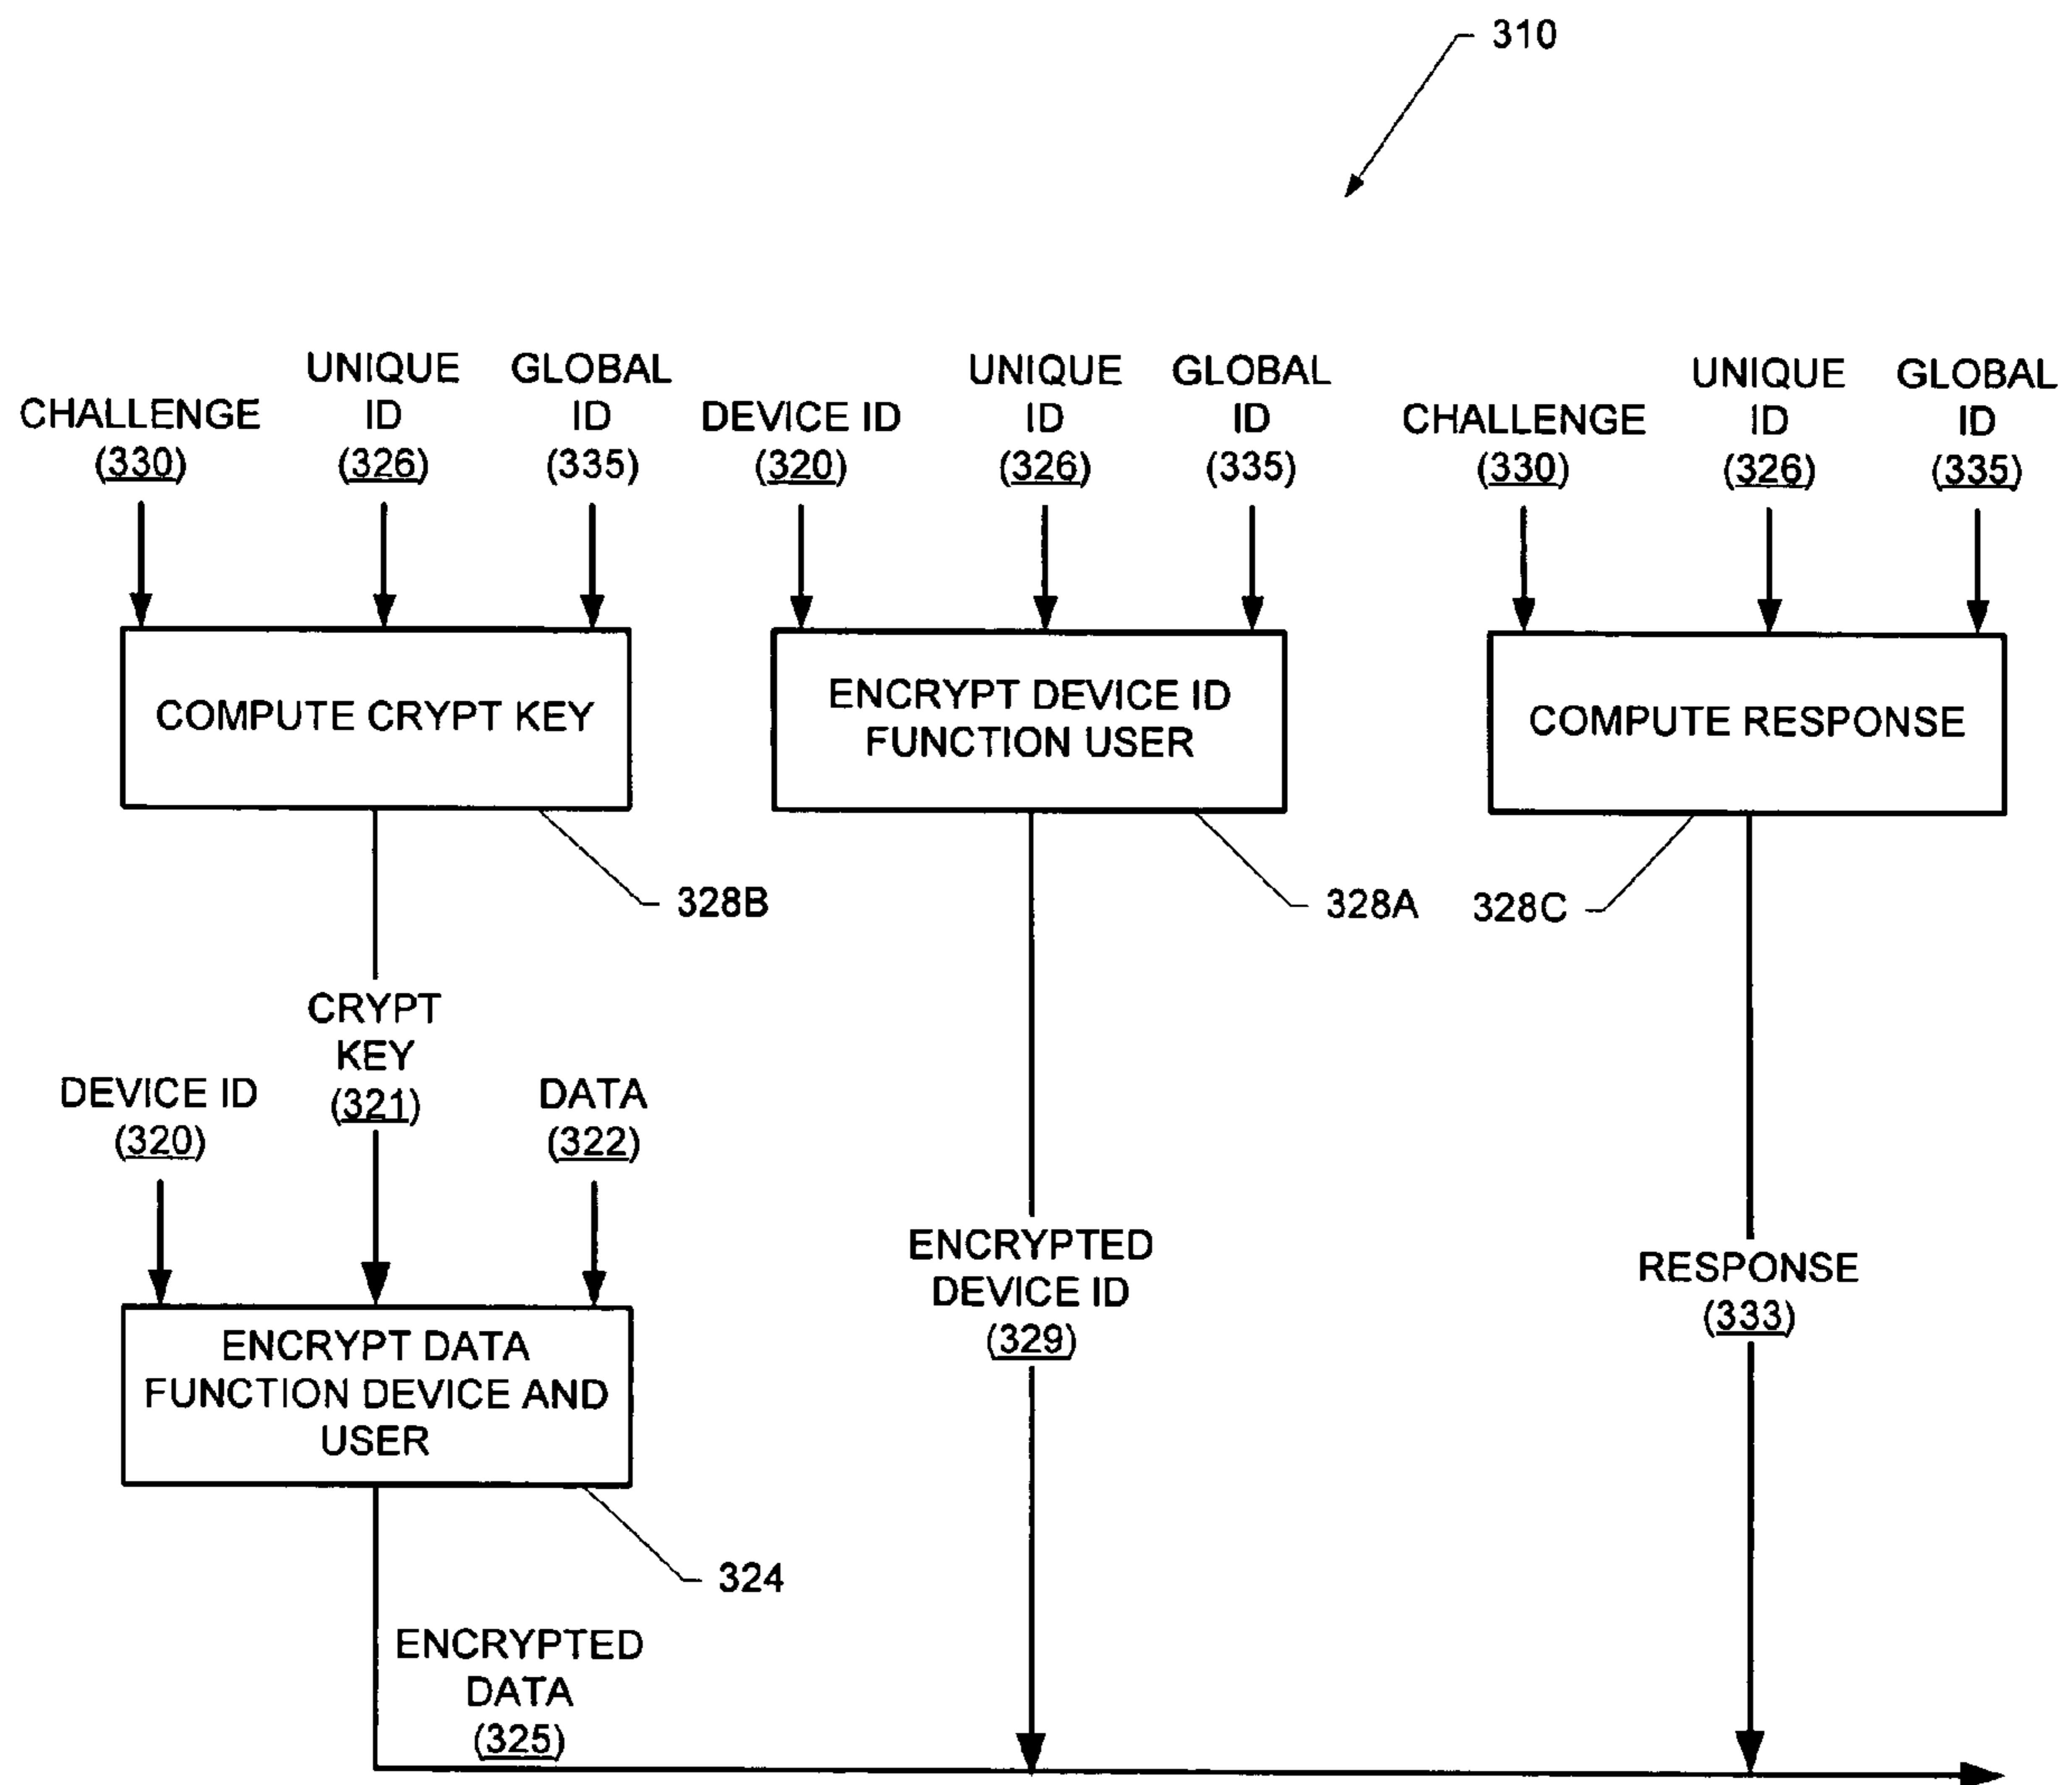 310
CHALLENGE
(330)
UNIQUE
ID
(326)
GLOBAL
ID
(335)
DEVICE ID
(320)
UNIQUE
ID
(326)
GLOBAL
ID
(335)
CHALLENGE
(330)
UNIQUE
ID
(326)
GLOBAL
ID
(335)
COMPUTE CRYPT KEY
328B
ENCRYPT DEVICE ID
FUNCTION USER
328A
COMPUTE RESPONSE
328C
DEVICE ID
(320)
CRYPT
KEY
(321)
DATA
(322)
ENCRYPT DATA
FUNCTION DEVICE AND
USER
324
ENCRYPTED
DATA
(325)
ENCRYPTED
DEVICE ID
(329)
RESPONSE
(333)